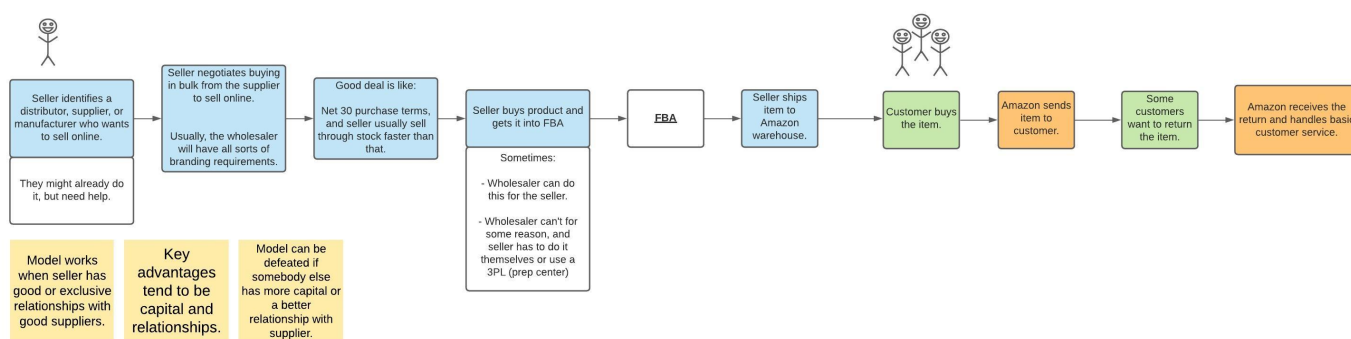 Seller identifies a
distributor, supplier, or
manufacturer who wants
to sell online.
They might already do
it, but need help.
Seller negotiates buying
in bulk from the supplier
to sell online.
Usually, the wholesaler
will have all sorts of
branding requirements.
Good deal is like:
Net 30 purchase terms,
and seller usually sell
through stock faster than
that.
Seller buys product and
gets it into FBA
Sometimes:
- Wholesaler can do
this for the seller.
- Wholesaler can't for
some reason, and
seller has to do it
themselves or use a
3PL (prep center)
FBA
Seller ships
item to
Amazon
warehouse.
Customer buys
the item.
Amazon sends
item to
customer.
Some
customers
want to return
the item.
Amazon receives the
return and handles basic
customer service.
Model works
when seller has
good or exclusive
relationships with
good suppliers.
Key
advantages
tend to be
capital and
relationships.
Model can be
defeated if
somebody else
has more capital or
a better
relationship with
supplier.